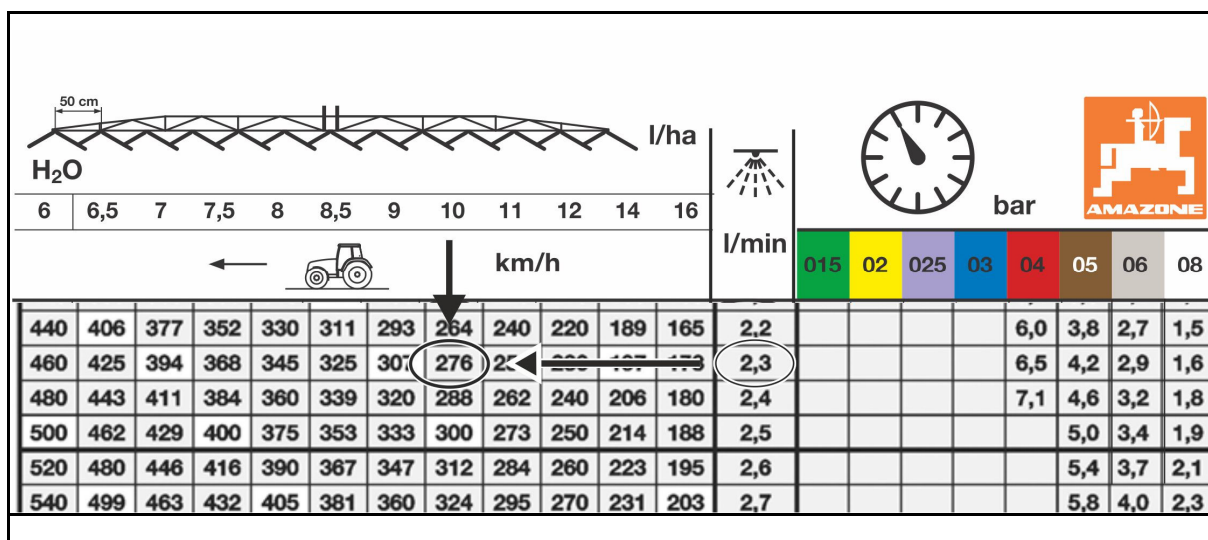 50 cm
l/ha
H₂O
6 6,5 7 7,5 8 8,5 9 10 11 12 14 16
bar
AMAZONE
l/min
km/h
015 02 025 03 04 05 06 08
440 406 377 352 330 311 293 264 240 220 189 165 2,2 6,0 3,8 2,7 1,5
460 425 394 368 345 325 307 276 2,3 6,5 4,2 2,9 1,6
480 443 411 384 360 339 320 288 262 240 206 180 2,4 7,1 4,6 3,2 1,8
500 462 429 400 375 353 333 300 273 250 214 188 2,5 5,0 3,4 1,9
520 480 446 416 390 367 347 312 284 260 223 195 2,6 5,4 3,7 2,1
540 499 463 432 405 381 360 324 295 270 231 203 2,7 5,8 4,0 2,3